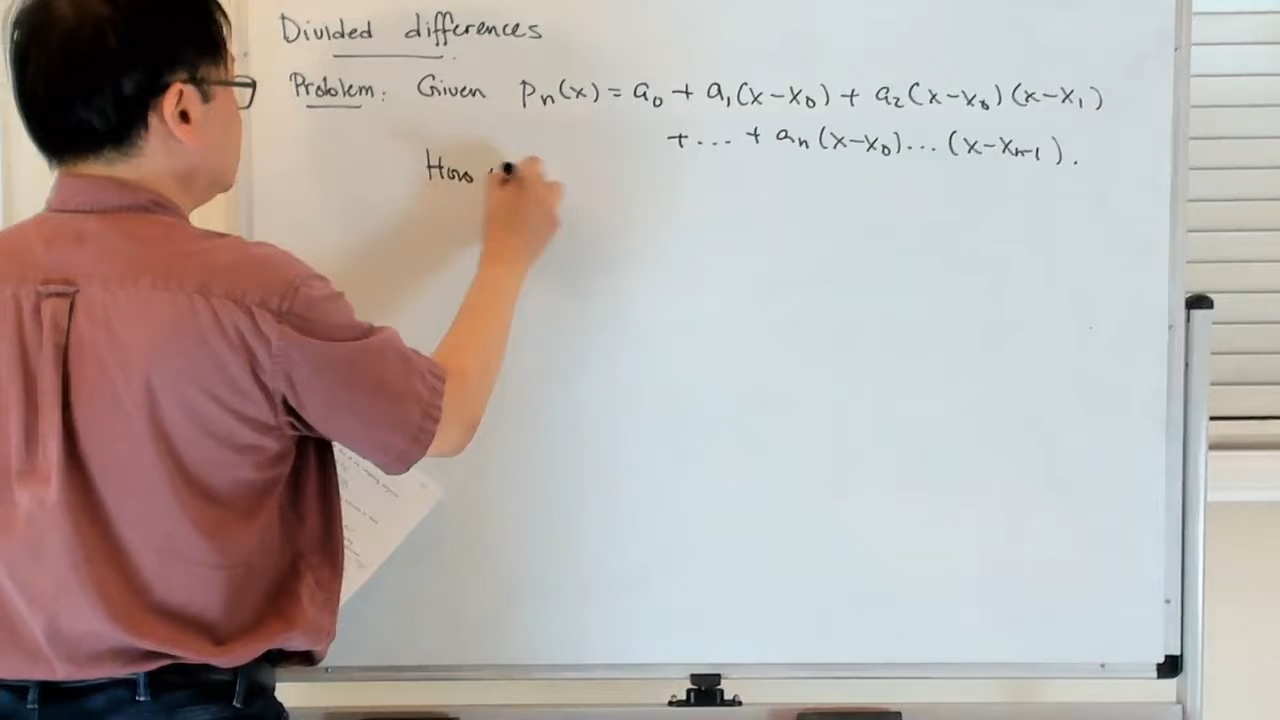 Divided differences
Problem: Given pₙ(x) = a₀ + a₁(x-x₀) + a₂(x-x₀)(x-x₁)
+ ... + aₙ(x-x₀)...(x-xₙ₋₁).
How